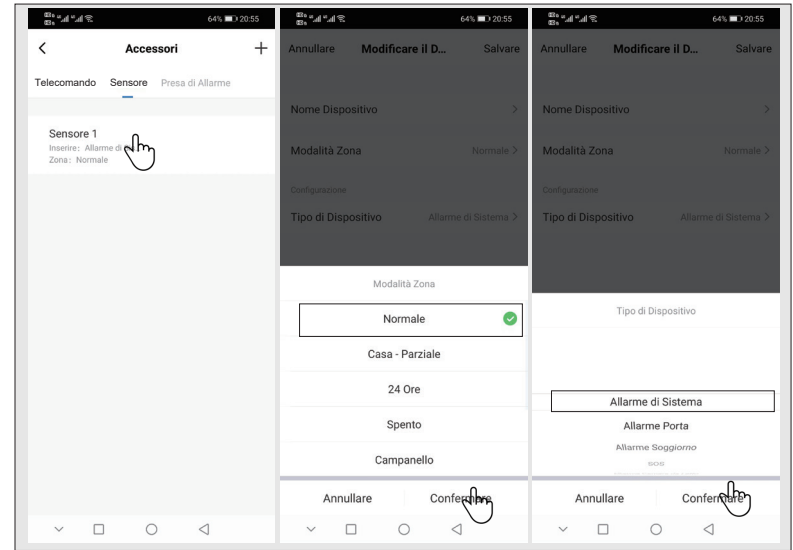 64% 20:55
Accessori
Telecomando Sensore Presa di Allarme
Sensore 1
Inserire: Allarme di
Zona: Normale
64% 20:55
Annullare Modificare il D... Salvare
Nome Dispositivo
Modalità Zona Normale
Configurazione
Tipo di Dispositivo Allarme di Sistema
Modalità Zona
Normale
Casa - Parziale
24 Ore
Spento
Campanello
Annullare Confermare
64% 20:55
Annullare Modificare il D... Salvare
Nome Dispositivo
Modalità Zona Normale
Configurazione
Tipo di Dispositivo Allarme di Sistema
Tipo di Dispositivo
Allarme di Sistema
Allarme Porta
Allarme Soggiorno
SOS
Annullare Confermare